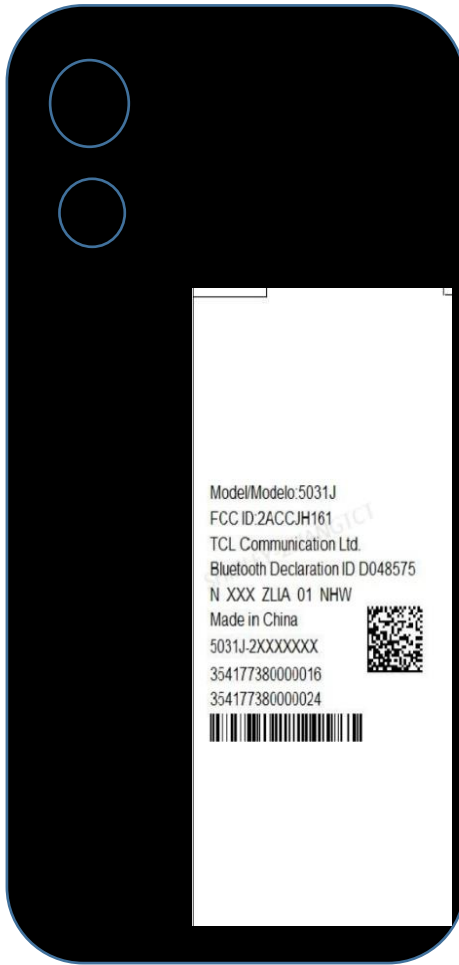 Model/Modelo:5031J
FCC ID:2ACCJH161
TCL Communication Ltd.
Bluetooth Declaration ID D048575
N XXX ZLIA 01 NHW
Made in China
5031J-2XXXXXXX
354177380000016
354177380000024